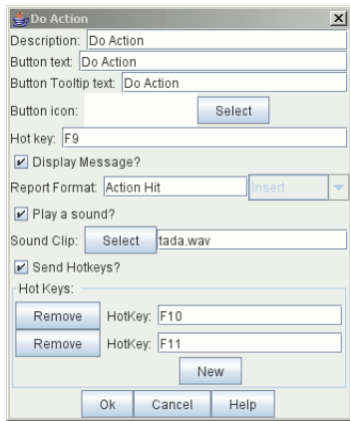 Do Action
Description: Do Action
Button text: Do Action
Button Tooltip text: Do Action
Button icon: Select
Hot key: F9
Display Message?
Report Format: Action Hit Insert
Play a sound?
Sound Clip: Select tada.wav
Send Hotkeys?
Hot Keys:
Remove HotKey: F10
Remove HotKey: F11
New
Ok Cancel Help